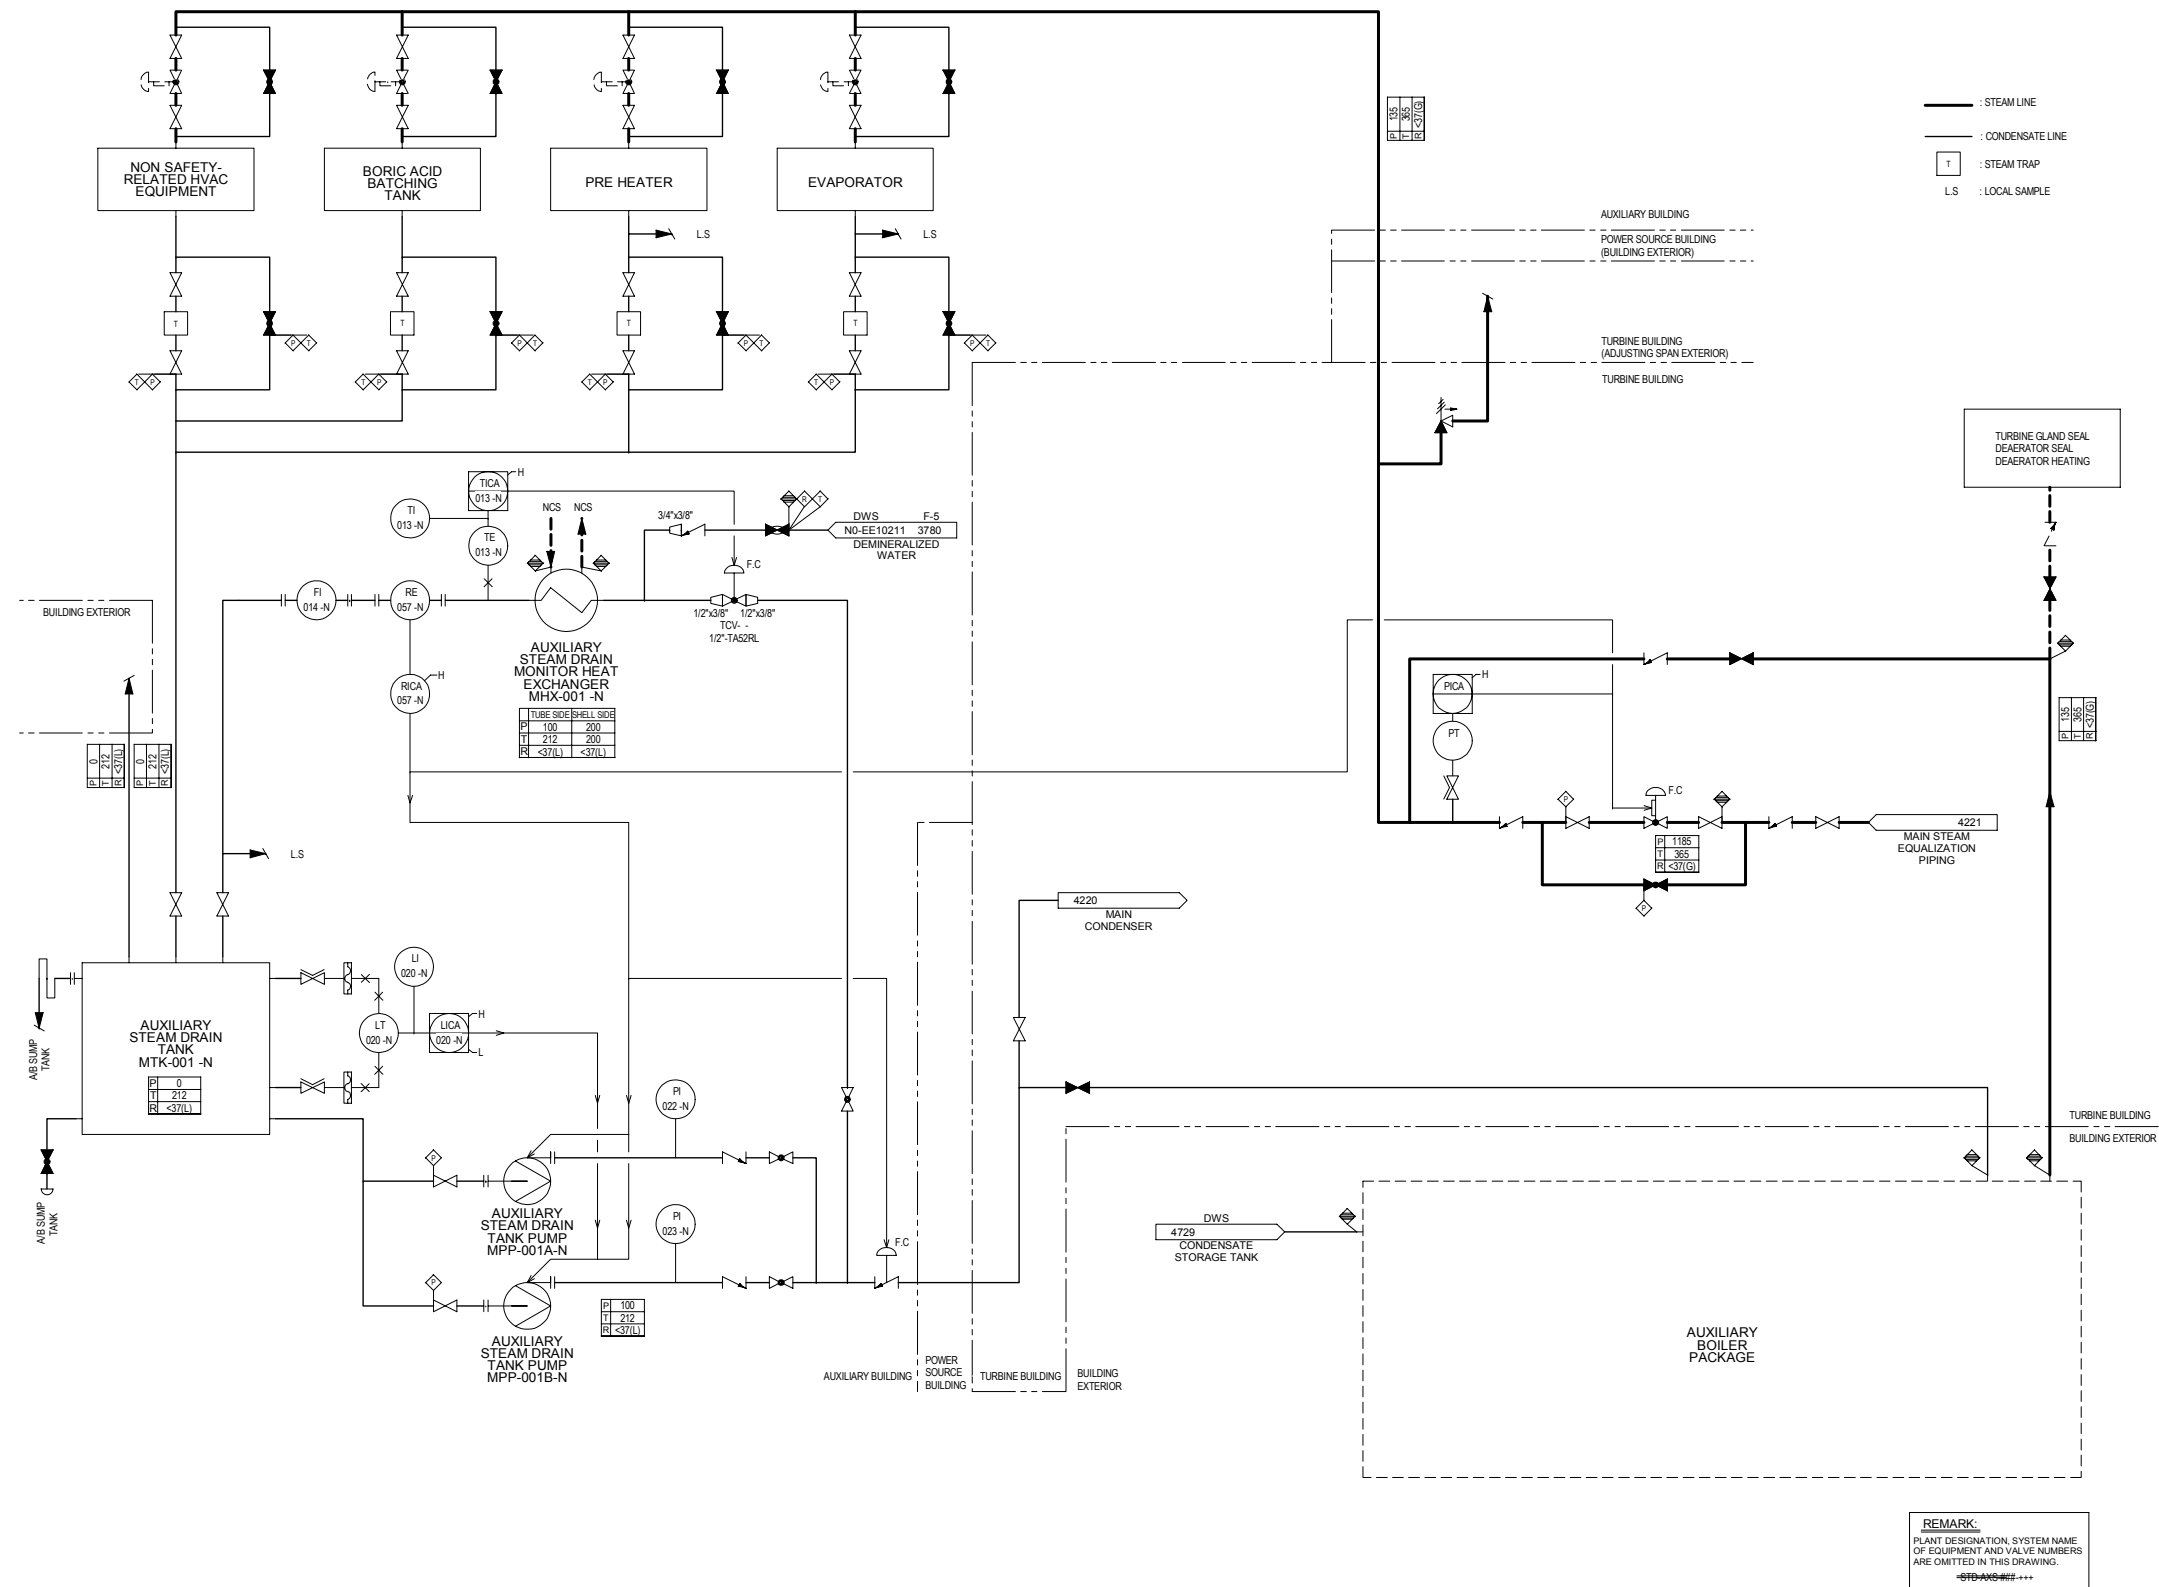 : STEAM LINE
: CONDENSATE LINE
T : STEAM TRAP
L.S : LOCAL SAMPLE
P 135
T 365
R <37(G)
NON SAFETY-
RELATED HVAC
EQUIPMENT
BORIC ACID
BATCHING
TANK
PRE HEATER
EVAPORATOR
L.S
L.S
T
T
T
T
P T
P T
P T
P T
T P
T P
T P
T P
AUXILIARY BUILDING
POWER SOURCE BUILDING
(BUILDING EXTERIOR)
TURBINE BUILDING
(ADJUSTING SPAN EXTERIOR)
TURBINE BUILDING
TURBINE GLAND SEAL
DEAERATOR SEAL
DEAERATOR HEATING
TICA
013 -N
H
TI
013 -N
TE
013 -N
NCS
NCS
3/4"x3/8"
R T
DWS F-5
N0-EE10211 3780
DEMINERALIZED
WATER
F.C
1/2"x3/8" 1/2"x3/8"
TCV- -
1/2"-TA52RL
FI
014 -N
RE
057 -N
RICA
057 -N
H
AUXILIARY
STEAM DRAIN
MONITOR HEAT
EXCHANGER
MHX-001 -N
TUBE SIDE SHELL SIDE
P 100 200
T 212 200
R <37(L) <37(L)
BUILDING EXTERIOR
P 0
T 212
R <37(L)
P 0
T 212
R <37(L)
L.S
PICA
H
PT
P
F.C
P 1185
T 365
R <37(G)
P
4221
MAIN STEAM
EQUALIZATION
PIPING
P 135
T 365
R <37(G)
4220
MAIN
CONDENSER
A/B SUMP
TANK
AUXILIARY
STEAM DRAIN
TANK
MTK-001 -N
P 0
T 212
R <37(L)
A/B SUMP
TANK
LI
020 -N
LT
020 -N
LICA
020 -N
H
L
PI
022 -N
P
AUXILIARY
STEAM DRAIN
TANK PUMP
MPP-001A-N
PI
023 -N
P
AUXILIARY
STEAM DRAIN
TANK PUMP
MPP-001B-N
P 100
T 212
R <37(L)
F.C
AUXILIARY BUILDING
POWER
SOURCE
BUILDING
TURBINE BUILDING
BUILDING
EXTERIOR
TURBINE BUILDING
BUILDING EXTERIOR
DWS
4729
CONDENSATE
STORAGE TANK
AUXILIARY
BOILER
PACKAGE
REMARK:
PLANT DESIGNATION, SYSTEM NAME
OF EQUIPMENT AND VALVE NUMBERS
ARE OMITTED IN THIS DRAWING.
STD-AXS-###-+++